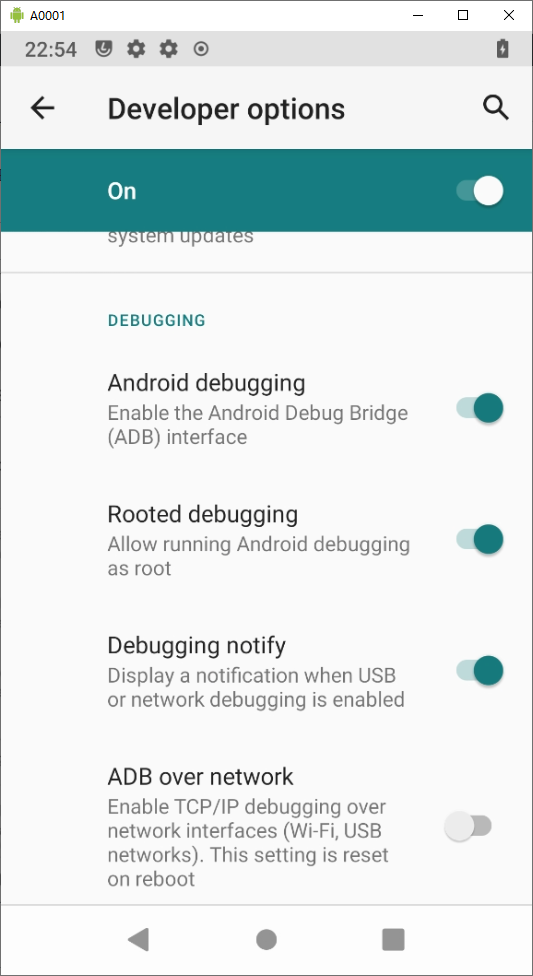 A0001
22:54
Developer options
On
system updates
DEBUGGING
Android debugging
Enable the Android Debug Bridge
(ADB) interface
Rooted debugging
Allow running Android debugging
as root
Debugging notify
Display a notification when USB
or network debugging is enabled
ADB over network
Enable TCP/IP debugging over
network interfaces (Wi-Fi, USB
networks). This setting is reset
on reboot